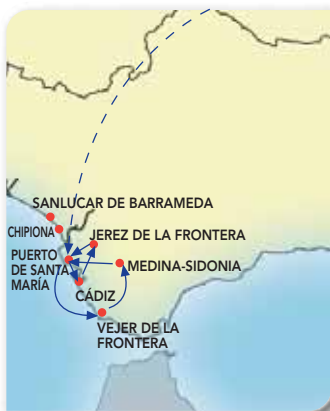 SANLUCAR DE BARRAMEDA
CHIPIONA
JEREZ DE LA FRONTERA
PUERTO
DE SANTA
MARÍA
MEDINA-SIDONIA
CÁDIZ
VEJER DE LA
FRONTERA